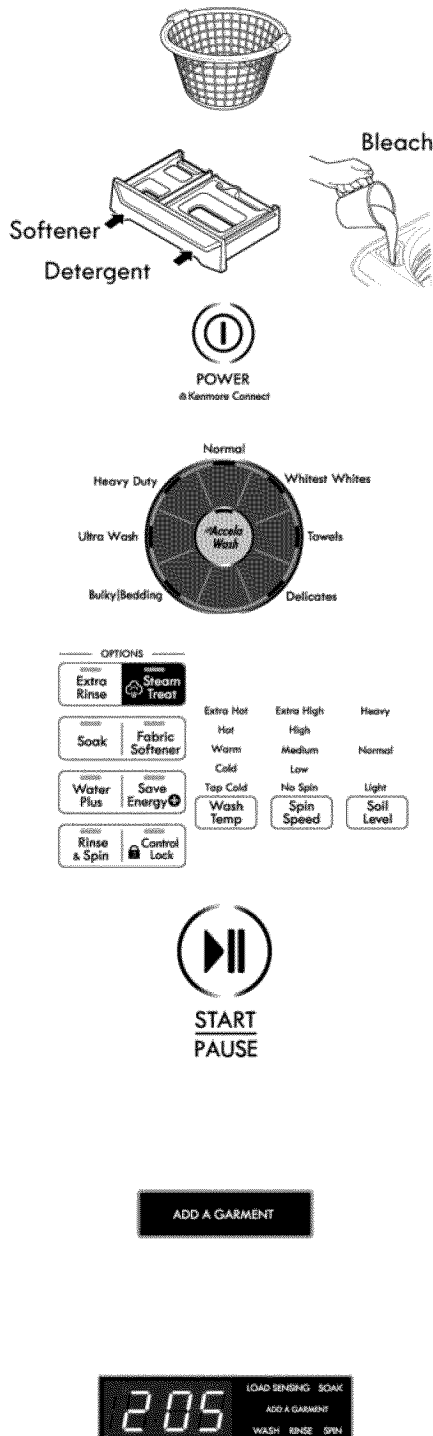 Bleach
Softener
Detergent
POWER
Kenmore Connect
Normal
Heavy Duty
Whitest Whites
Ultra Wash
Accela
Wash
Towels
Bulky|Bedding
Delicates
OPTIONS
Extra
Rinse
Steam
Treat
Soak
Fabric
Softener
Water
Plus
Save
Energy
Rinse
& Spin
Control
Lock
Extra Hot
Hot
Warm
Cold
Tap Cold
Wash
Temp
Extra High
High
Medium
Low
No Spin
Spin
Speed
Heavy
Normal
Light
Soil
Level
START
PAUSE
ADD A GARMENT
205
LOAD SENSING SOAK
ADD A GARMENT
WASH RINSE SPIN